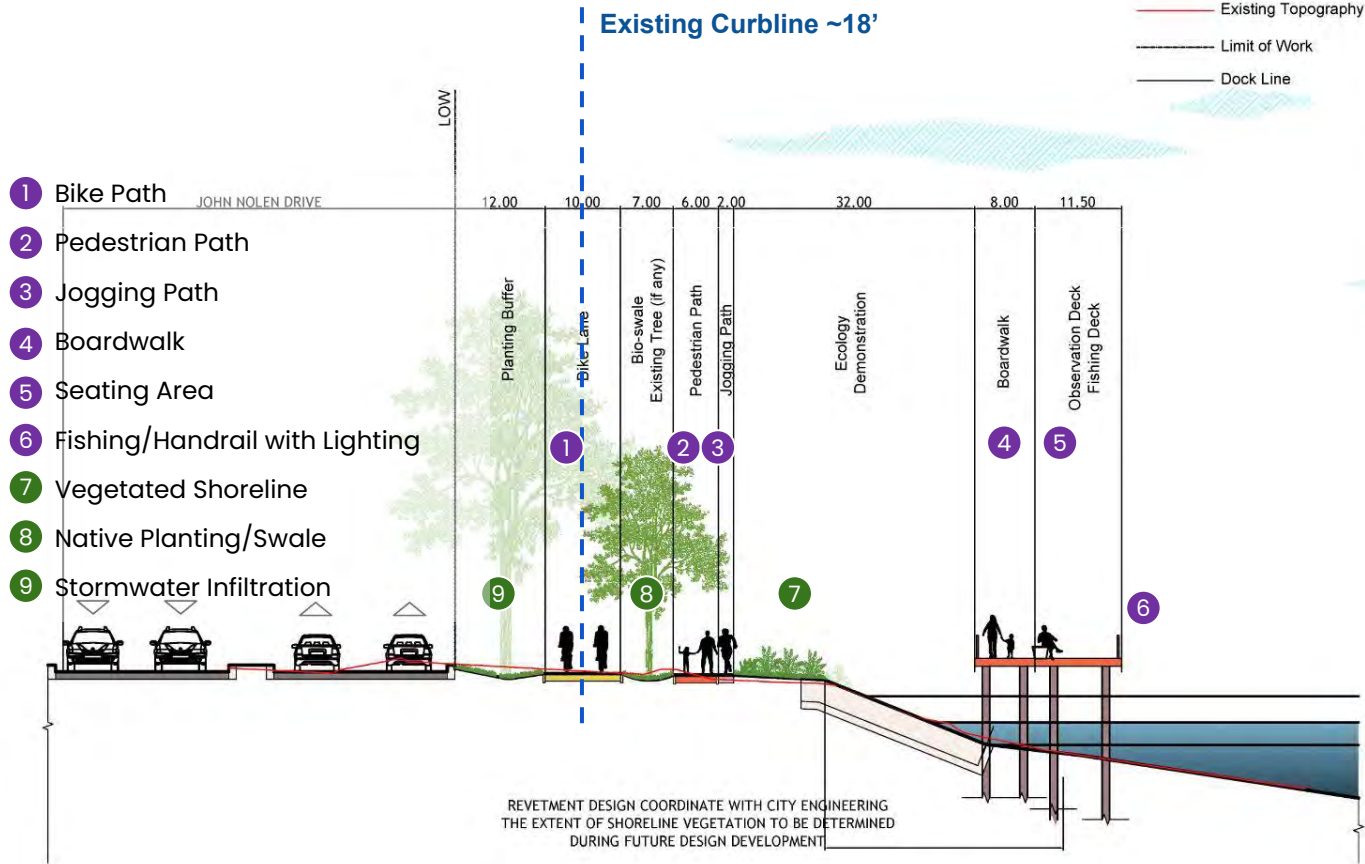 Existing Curbline ~18’
Existing Topography
Limit of Work
Dock Line
LOW
1 Bike Path
2 Pedestrian Path
3 Jogging Path
4 Boardwalk
5 Seating Area
6 Fishing/Handrail with Lighting
7 Vegetated Shoreline
8 Native Planting/Swale
9 Stormwater Infiltration
JOHN NOLEN DRIVE
12.00
10.00
7.00
6.00
2.00
32.00
8.00
11.50
Planting Buffer
Bike Lane
Bio-swale
Existing Tree (if any)
Pedestrian Path
Jogging Path
Ecology
Demonstration
Boardwalk
Observation Deck
Fishing Deck
1
2
3
4
5
9
8
7
6
REVETMENT DESIGN COORDINATE WITH CITY ENGINEERING
THE EXTENT OF SHORELINE VEGETATION TO BE DETERMINED
DURING FUTURE DESIGN DEVELOPMENT